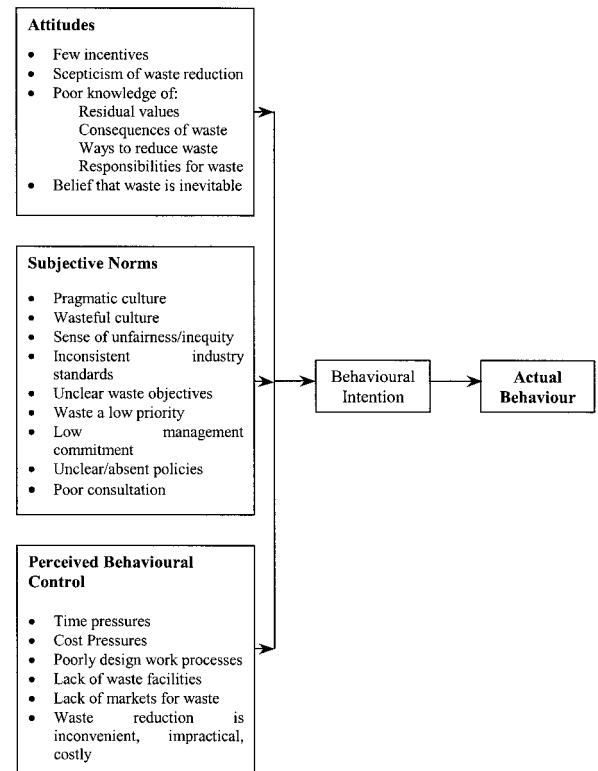 Attitudes
• Few incentives
• Scepticism of waste reduction
• Poor knowledge of:
Residual values
Consequences of waste
Ways to reduce waste
Responsibilities for waste
• Belief that waste is inevitable
Subjective Norms
• Pragmatic culture
• Wasteful culture
• Sense of unfairness/inequity
• Inconsistent industry
standards
• Unclear waste objectives
• Waste a low priority
• Low management
commitment
• Unclear/absent policies
• Poor consultation
Perceived Behavioural
Control
• Time pressures
• Cost Pressures
• Poorly design work processes
• Lack of waste facilities
• Lack of markets for waste
• Waste reduction is
inconvenient, impractical,
costly
Behavioural
Intention
Actual
Behaviour